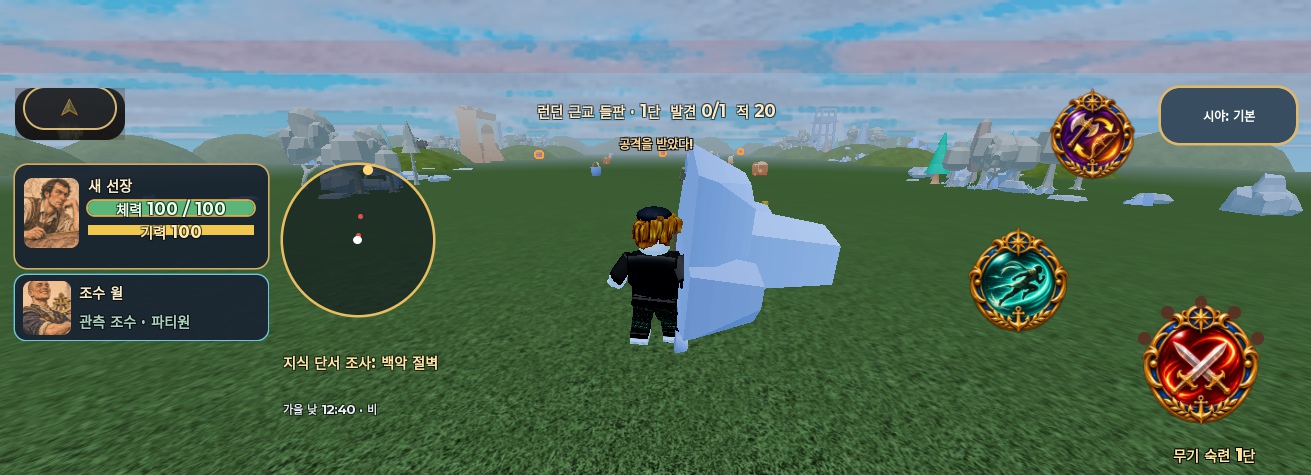 런던 근교 들판 · 1단 발견 0/1 적 20
공격을 받았다!
시야: 기본
새 선장
체력 100 / 100
기력 100
조수 월
관측 조수 · 파티원
지식 단서 조사: 백악 절벽
가을 낮 12:40 · 비
무기 숙련 1단